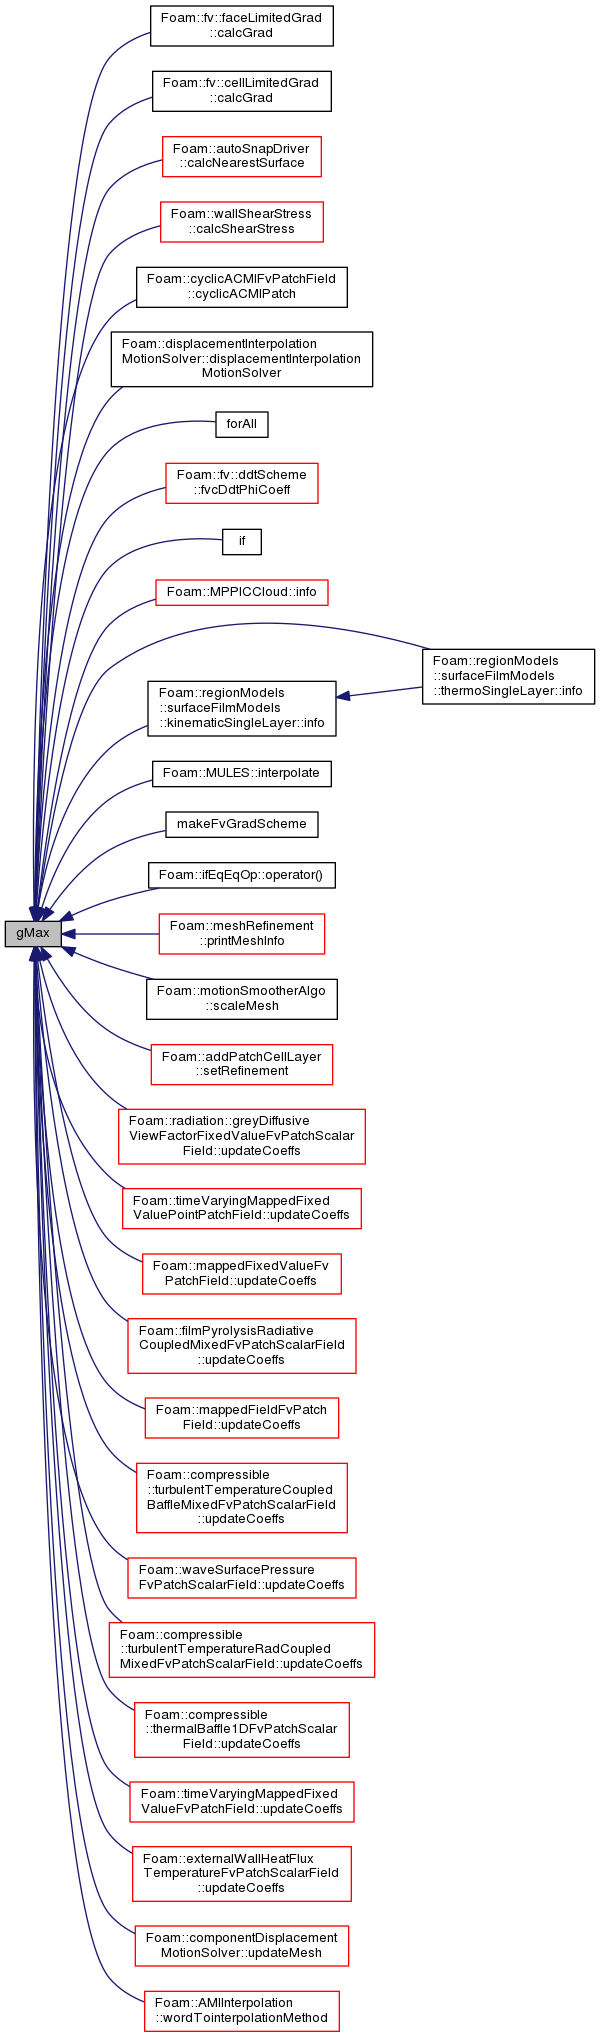 Foam::fv::faceLimitedGrad
::calcGrad
Foam::fv::cellLimitedGrad
::calcGrad
Foam::autoSnapDriver
::calcNearestSurface
Foam::wallShearStress
::calcShearStress
Foam::cyclicACMIFvPatchField
::cyclicACMIPatch
Foam::displacementInterpolation
MotionSolver::displacementInterpolation
MotionSolver
forAll
Foam::fv::ddtScheme
::fvcDdtPhiCoeff
if
Foam::MPPICCloud::info
Foam::regionModels
::surfaceFilmModels
::thermoSingleLayer::info
Foam::regionModels
::surfaceFilmModels
::kinematicSingleLayer::info
Foam::MULES::interpolate
makeFvGradScheme
Foam::ifEqEqOp::operator()
gMax
Foam::meshRefinement
::printMeshInfo
Foam::motionSmootherAlgo
::scaleMesh
Foam::addPatchCellLayer
::setRefinement
Foam::radiation::greyDiffusive
ViewFactorFixedValueFvPatchScalar
Field::updateCoeffs
Foam::timeVaryingMappedFixed
ValuePointPatchField::updateCoeffs
Foam::mappedFixedValueFv
PatchField::updateCoeffs
Foam::filmPyrolysisRadiative
CoupledMixedFvPatchScalarField
::updateCoeffs
Foam::mappedFieldFvPatch
Field::updateCoeffs
Foam::compressible
::turbulentTemperatureCoupled
BaffleMixedFvPatchScalarField
::updateCoeffs
Foam::waveSurfacePressure
FvPatchScalarField::updateCoeffs
Foam::compressible
::turbulentTemperatureRadCoupled
MixedFvPatchScalarField::updateCoeffs
Foam::compressible
::thermalBaffle1DFvPatchScalar
Field::updateCoeffs
Foam::timeVaryingMappedFixed
ValueFvPatchField::updateCoeffs
Foam::externalWallHeatFlux
TemperatureFvPatchScalarField
::updateCoeffs
Foam::componentDisplacement
MotionSolver::updateMesh
Foam::AMIInterpolation
::wordTointerpolationMethod